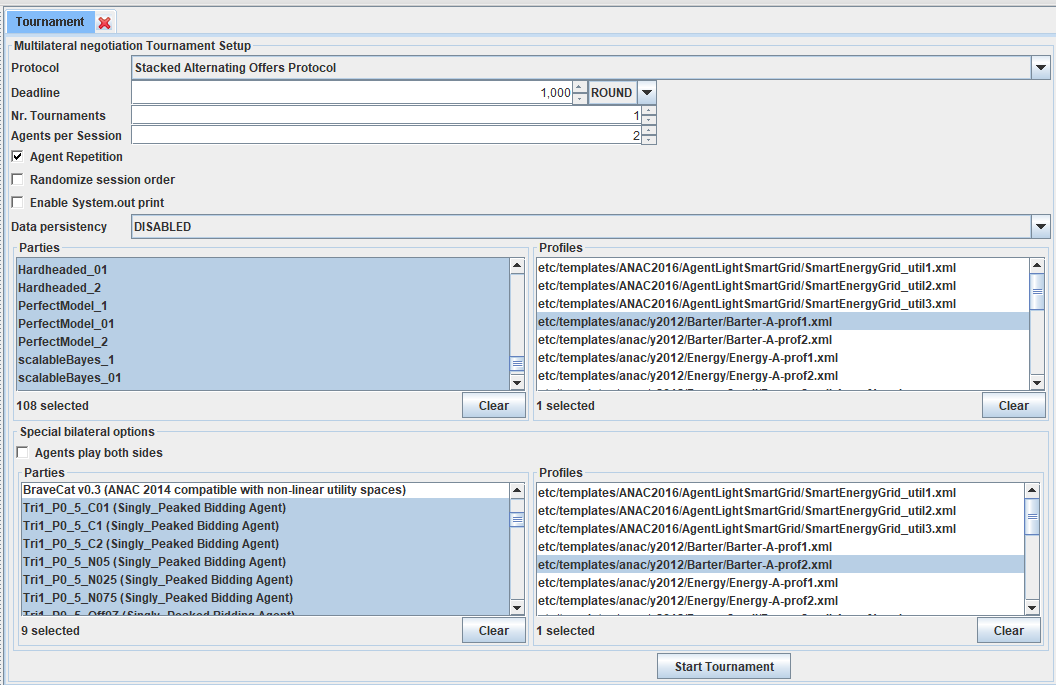 Tournament
Multilateral negotiation Tournament Setup
Protocol Stacked Alternating Offers Protocol
Deadline 1,000 ROUND
Nr. Tournaments 1
Agents per Session 2
Agent Repetition
Randomize session order
Enable System.out print
Data persistency DISABLED
Parties
Hardheaded_01
Hardheaded_2
PerfectModel_1
PerfectModel_01
PerfectModel_2
scalableBayes_1
scalableBayes_01
108 selected Clear
Profiles
etc/templates/ANAC2016/AgentLightSmartGrid/SmartEnergyGrid_util1.xml
etc/templates/ANAC2016/AgentLightSmartGrid/SmartEnergyGrid_util2.xml
etc/templates/ANAC2016/AgentLightSmartGrid/SmartEnergyGrid_util3.xml
etc/templates/anac/y2012/Barter/Barter-A-prof1.xml
etc/templates/anac/y2012/Barter/Barter-A-prof2.xml
etc/templates/anac/y2012/Energy/Energy-A-prof1.xml
etc/templates/anac/y2012/Energy/Energy-A-prof2.xml
1 selected Clear
Special bilateral options
Agents play both sides
Parties
BraveCat v0.3 (ANAC 2014 compatible with non-linear utility spaces)
Tri1_P0_5_C01 (Singly_Peaked Bidding Agent)
Tri1_P0_5_C1 (Singly_Peaked Bidding Agent)
Tri1_P0_5_C2 (Singly_Peaked Bidding Agent)
Tri1_P0_5_N05 (Singly_Peaked Bidding Agent)
Tri1_P0_5_N025 (Singly_Peaked Bidding Agent)
Tri1_P0_5_N075 (Singly_Peaked Bidding Agent)
9 selected Clear
Profiles
etc/templates/ANAC2016/AgentLightSmartGrid/SmartEnergyGrid_util1.xml
etc/templates/ANAC2016/AgentLightSmartGrid/SmartEnergyGrid_util2.xml
etc/templates/ANAC2016/AgentLightSmartGrid/SmartEnergyGrid_util3.xml
etc/templates/anac/y2012/Barter/Barter-A-prof1.xml
etc/templates/anac/y2012/Barter/Barter-A-prof2.xml
etc/templates/anac/y2012/Energy/Energy-A-prof1.xml
etc/templates/anac/y2012/Energy/Energy-A-prof2.xml
1 selected Clear
Start Tournament